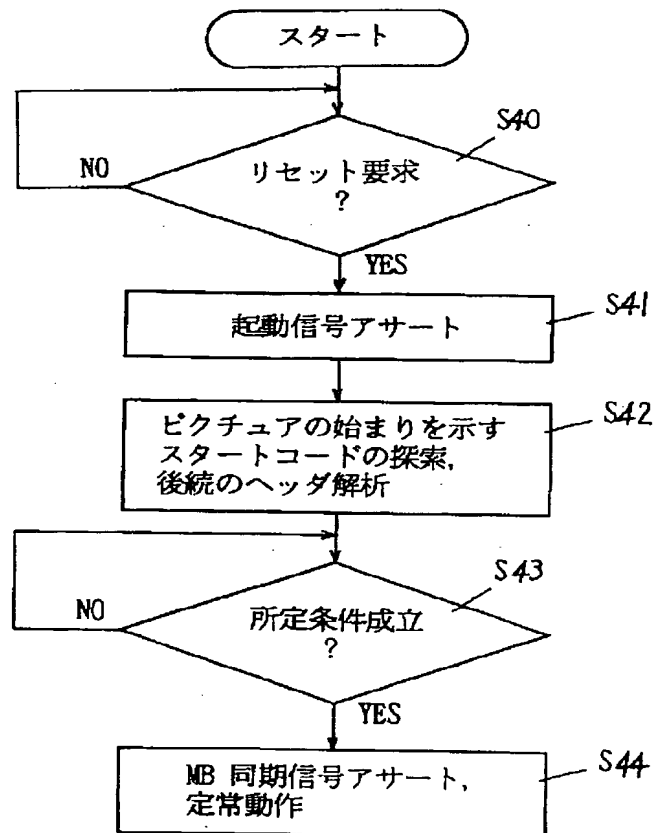 スタート
S40
リセット要求
?
NO
YES
S41
起動信号アサート
S42
ピクチュアの始まりを示す
スタートコードの探索,
後続のヘッダ解析
S43
所定条件成立
?
NO
YES
S44
MB 同期信号アサート,
定常動作